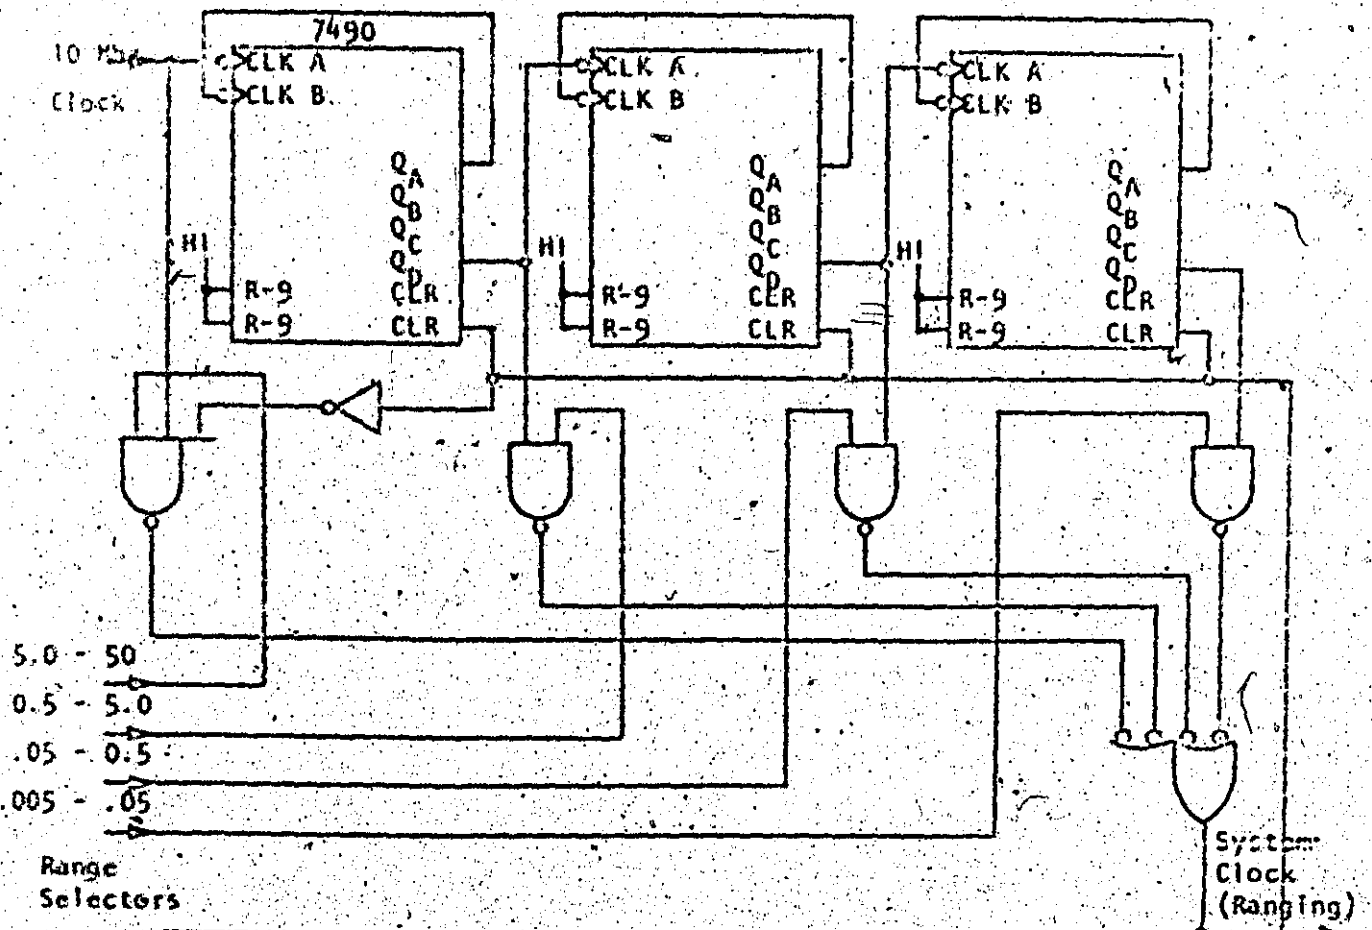 7490
10
Clock
CLK A
CLK B
Q A
Q B
Q C
Q D
CLR
CLR
HI
R-9
R-9
CLK A
CLK B
Q A
Q B
Q C
Q D
CLR
CLR
HI
R-9
R-9
CLK A
CLK B
Q A
Q B
Q C
Q D
CLR
CLR
HI
R-9
R-9
5.0 - 50
0.5 - 5.0
.05 - 0.5
.005 - .05
Range
Selectors
System
Clock
(Ranging)